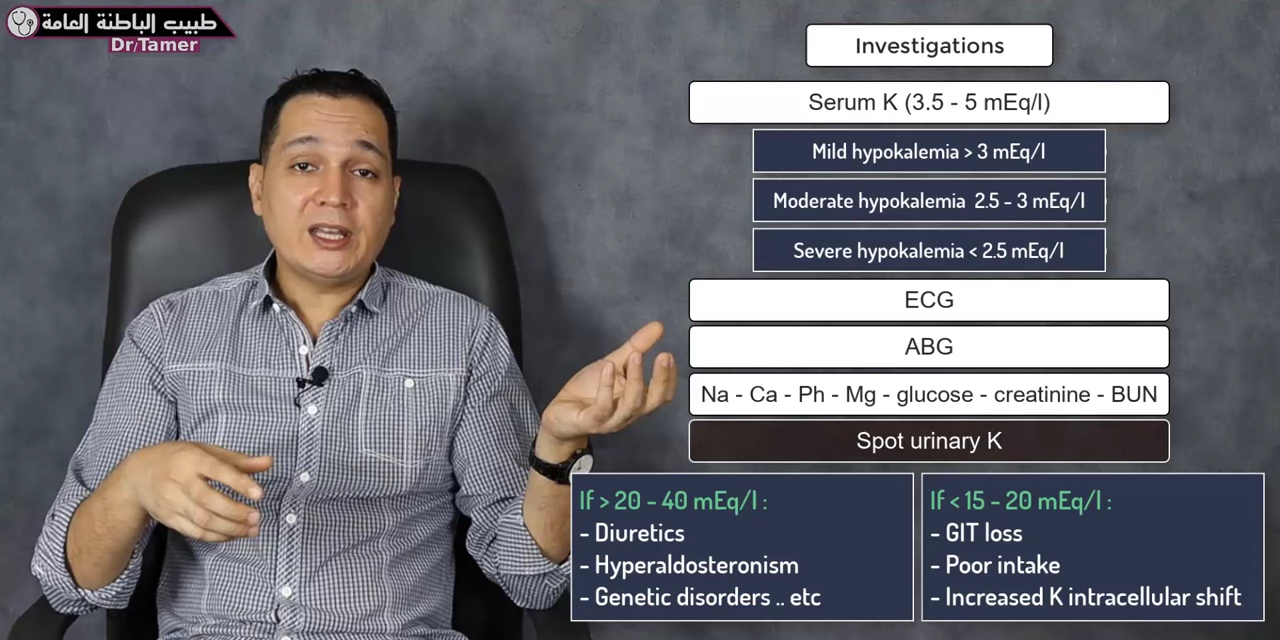 طبيب الباطنة العامة
Dr/Tamer
Investigations
Serum K (3.5 - 5 mEq/l)
Mild hypokalemia > 3 mEq/l
Moderate hypokalemia 2.5 - 3 mEq/l
Severe hypokalemia < 2.5 mEq/l
ECG
ABG
Na - Ca - Ph - Mg - glucose - creatinine - BUN
Spot urinary K
If > 20 - 40 mEq/l :
- Diuretics
- Hyperaldosteronism
- Genetic disorders .. etc
If < 15 - 20 mEq/l :
- GIT loss
- Poor intake
- Increased K intracellular shift